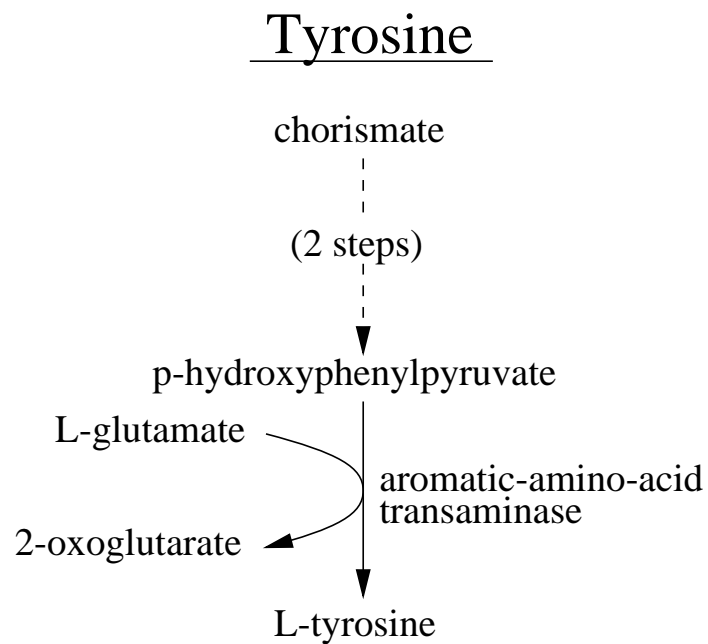 Tyrosine
chorismate
(2 steps)
p-hydroxyphenylpyruvate
L-glutamate
aromatic-amino-acid
transaminase
2-oxoglutarate
L-tyrosine